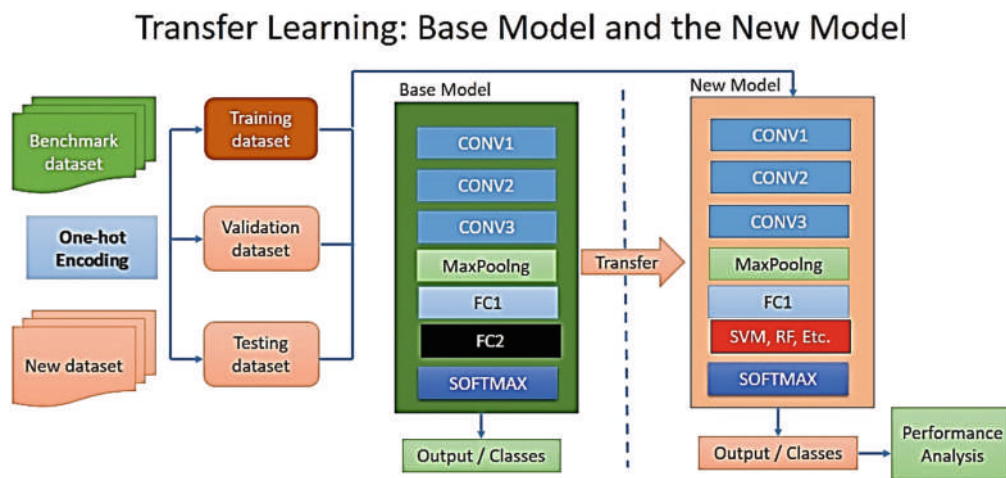 Transfer Learning: Base Model and the New Model
Benchmark
dataset
One-hot
Encoding
New dataset
Training
dataset
Validation
dataset
Testing
dataset
Base Model
CONV1
CONV2
CONV3
MaxPoolng
FC1
FC2
SOFTMAX
Output / Classes
Transfer
New Model
CONV1
CONV2
CONV3
MaxPoolng
FC1
SVM, RF, Etc.
SOFTMAX
Output / Classes
Performance
Analysis